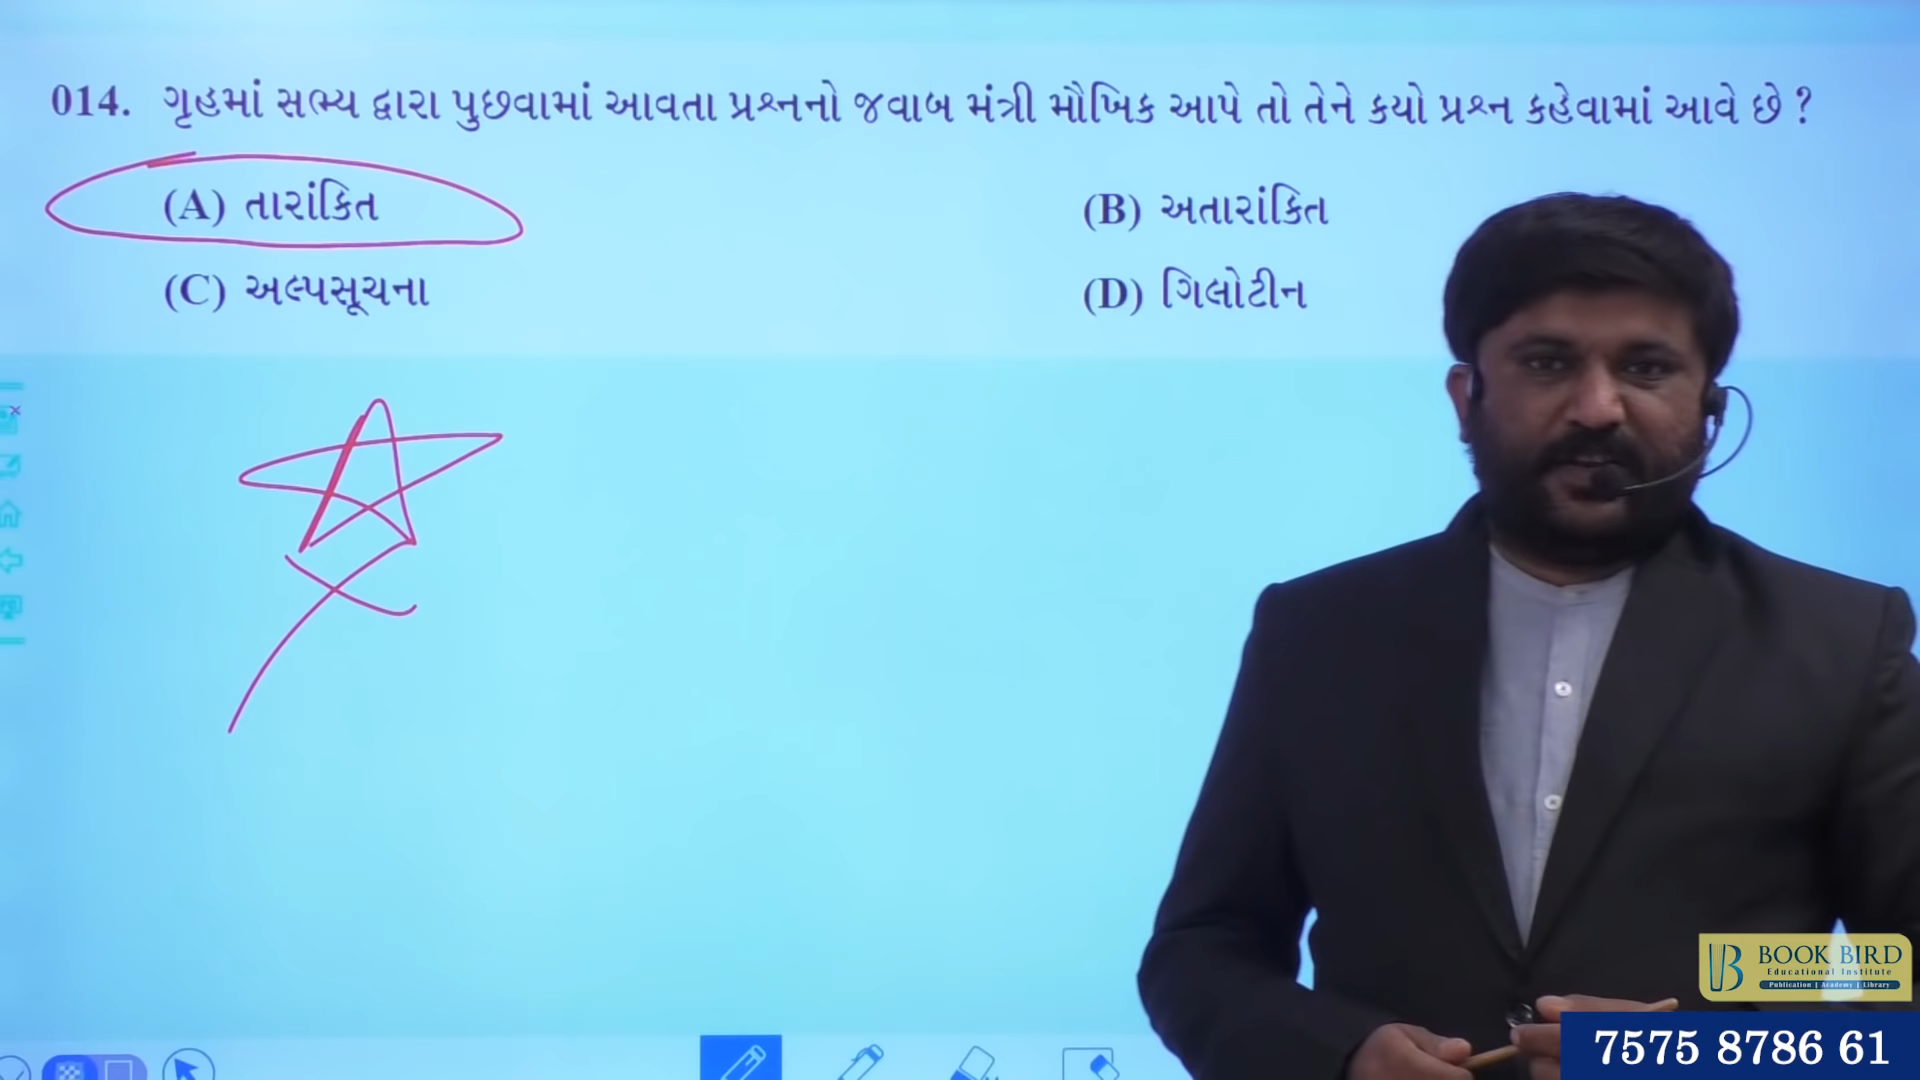 014. ગૃહમાં સભ્ય દ્વારા પુછવામાં આવતા પ્રશ્નનો જવાબ મંત્રી મૌખિક આપે તો તેને કયો પ્રશ્ન કહેવામાં આવે છે ?
(A) તારાંકિત
(B) અતારાંકિત
(C) અલ્પસૂચના
(D) ગિલોટીન
BOOK BIRD
Educational Institute
Publication | Academy | Library
7575 8786 61